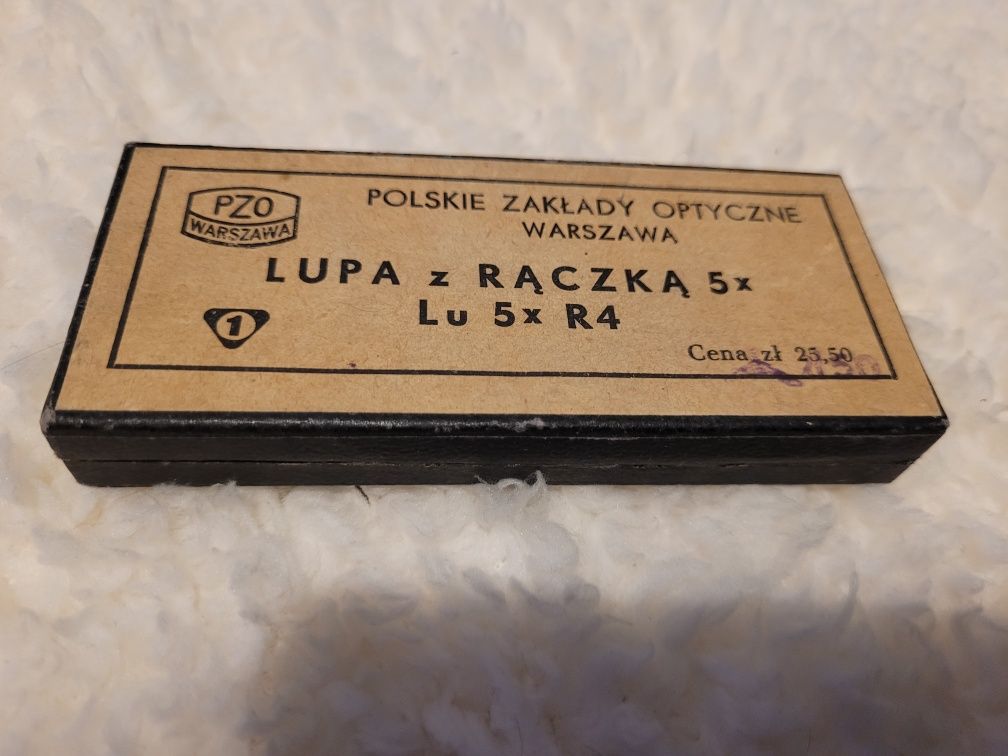 PZO
WARSZAWA
POLSKIE ZAKŁADY OPTYCZNE
WARSZAWA
LUPA z RĄCZKĄ 5x
Lu 5x R4
1
Cena zł 25,50